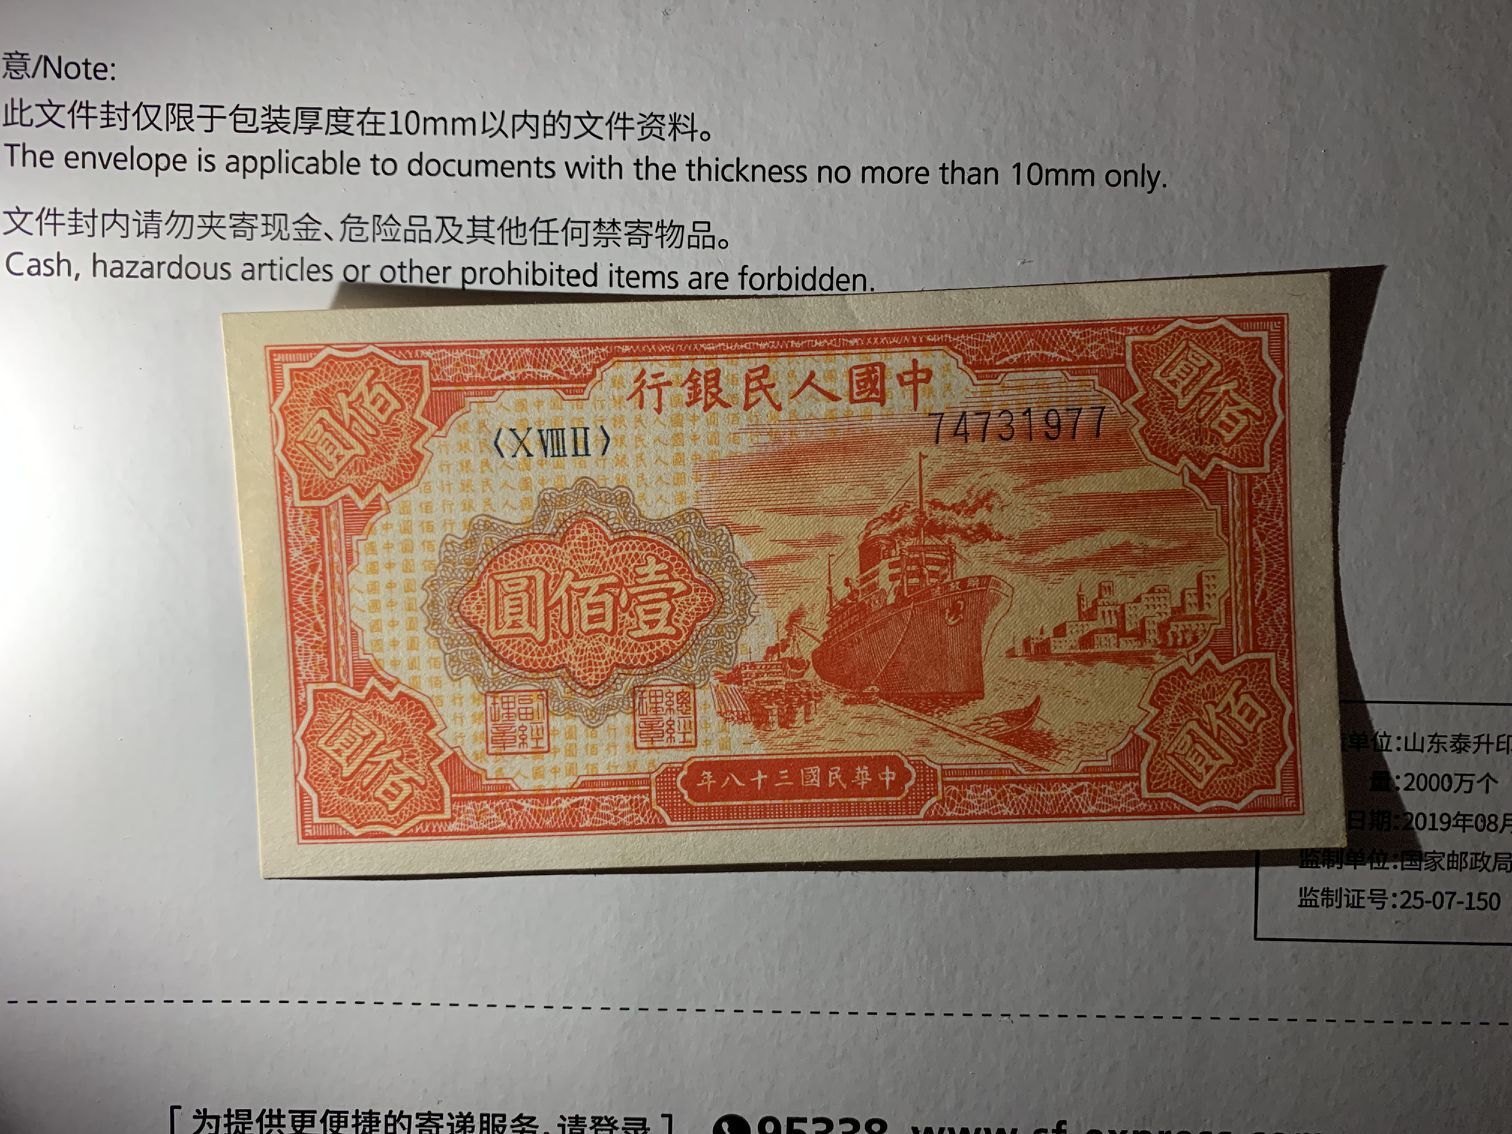 意/Note:
此文件封仅限于包装厚度在10mm以内的文件资料。
The envelope is applicable to documents with the thickness no more than 10mm only.
文件封内请勿夹寄现金、危险品及其他任何禁寄物品。
Cash, hazardous articles or other prohibited items are forbidden.
行銀民人國中
圓佰
圓佰
〈X VIII II〉
74731977
圓佰壹
副經理章
總經理章
圓佰
圓佰
年八十三國民華中
单位:山东泰升印
量:2000万个
日期:2019年08月
监制单位:国家邮政局
监制证号:25-07-150
[ 为提供更便捷的寄递服务,请登录 ]
95338 www.sf-express.com